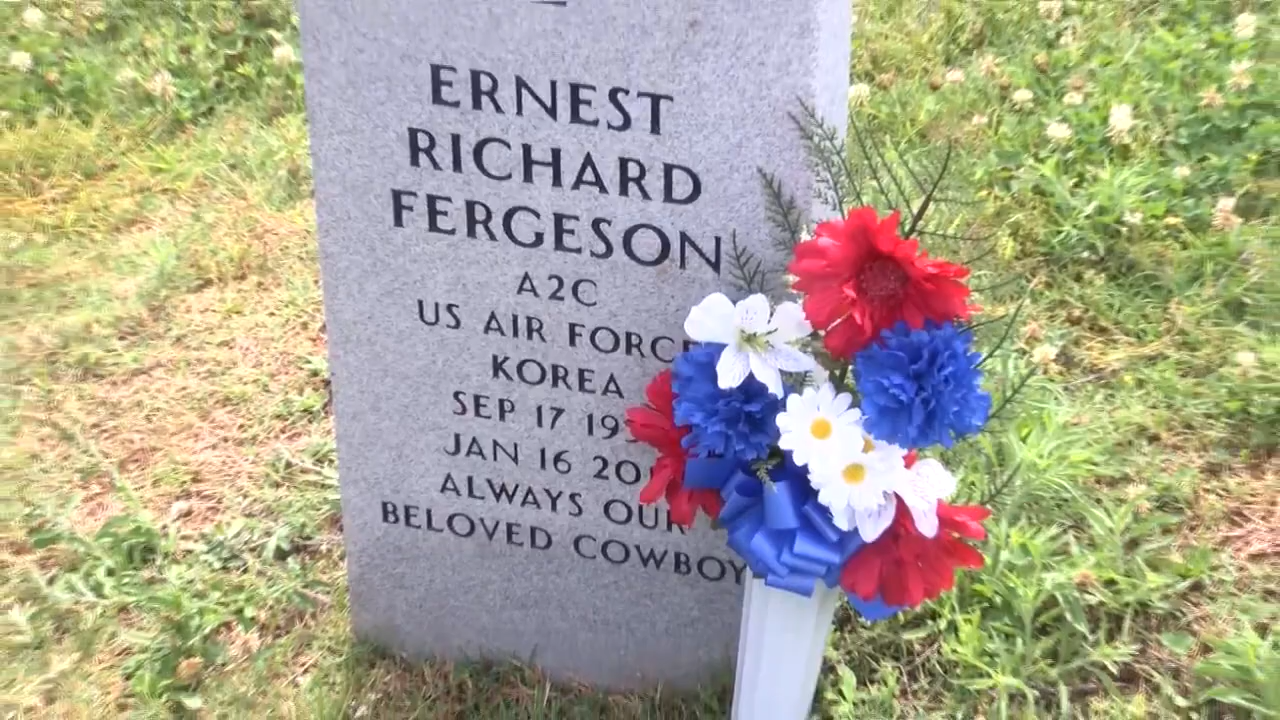 ERNEST
RICHARD
FERGESON
A2C
US AIR FORCE
KOREA
SEP 17
JAN 16
ALWAYS OUR
BELOVED COWBOY